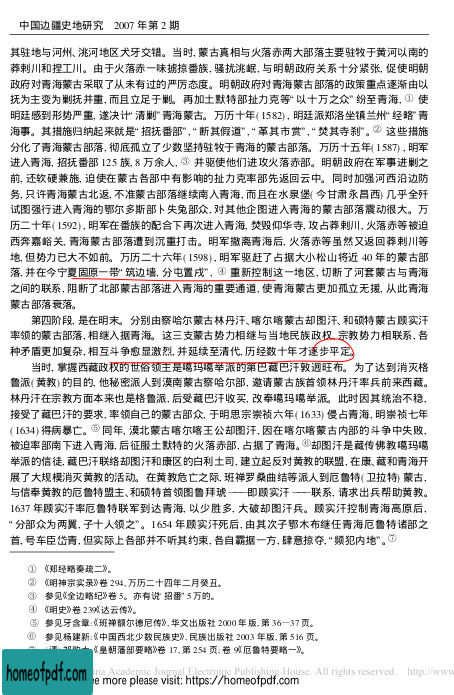 中国边疆史地研究　2007 年第 2 期
其驻地与河州、洮河地区犬牙交错。当时,蒙古真相与火落赤两大部落主要驻牧于黄河以南的
莽剌川和捏工川。由于火落赤一味掳掠番族、骚扰洮岷,与明朝政府关系十分紧张,促使明朝
政府对青海蒙古采取了从未有过的严厉态度。明朝政府对青海蒙古部落的政策重点逐渐由以
抚为主变为剿抚并重,而且立足于剿。再加土默特部扯力克等“以十万之众”纷至青海, ① 使
明廷感到形势严重,遂决计“清剿”青海蒙古。万历十年(1582) ,明廷派郑洛坐镇兰州“经略”青
海事。其措施归纳起来就是“招抚番部”,“断其假道”,“革其市赏”,“焚其寺刹”。② 这些措施
分化了青海蒙古部落,彻底孤立了少数坚持驻牧于青海的蒙古部落。万历十五年(1587) ,明军
进入青海,招抚番部 125 族,8 万余人, ③ 并驱使他们进攻火落赤部。明朝政府在军事进剿之
前,还软硬兼施,迫使在蒙古各部中有影响的扯力克率部先返回云中。同时加强河西沿边防
务,只许青海蒙古北返,不准蒙古部落继续南入青海,而且在水泉堡(今甘肃永昌西) 几乎全歼
试图强行进入青海的鄂尔多斯部卜失兔部众,对其他企图进入青海的蒙古部落震动很大。万
历二十年(1592) ,明军在番族的配合下再次进入青海,焚毁仰华寺,攻占莽剌川,火落赤等被迫
西奔嘉峪关,青海蒙古部落遭到沉重打击。明军撤离青海后,火落赤等虽然又返回莽剌川等
地,但势力已大不如前。万历二十六年(1598) ,明军驱赶了占据大小松山将近 40 年的蒙古部
落,并在今宁夏固原一带“筑边墙,分屯置戍”, ④ 重新控制这一地区,切断了河套蒙古与青海
之间的联系,阻断了北部蒙古部落进入青海的重要通道,使青海蒙古更加孤立无援,从此青海
蒙古部落衰落。
第四阶段,是在明末。分别由察哈尔蒙古林丹汗、喀尔喀蒙古却图汗、和硕特蒙古顾实汗
率领的蒙古部落,相继入据青海。这三支蒙古势力相继与当地民族政权、宗教势力相联系,各
种矛盾更加复杂,相互斗争愈显激烈,并延续至清代,历经数十年才逐步平定。
当时,掌握西藏政权的世俗领主是噶玛噶举派的第巴藏巴汗敦迥旺布。为了达到消灭格
鲁派(黄教) 的目的,他秘密派人到漠南蒙古察哈尔部,邀请蒙古族首领林丹汗率兵前来西藏。
林丹汗在宗教方面本来也是格鲁派,后受藏巴汗收买,改奉噶玛噶举派。此时因其统治不稳,
接受了藏巴汗的要求,率领自己的蒙古部众,于明思宗崇祯六年(1633) 侵占青海,明崇祯七年
(1634) 得病暴亡。⑤ 同年,漠北蒙古喀尔喀王公却图汗,因在喀尔喀蒙古内部的斗争中失败,
被迫率部南下进入青海,后征服土默特的火落赤部,占据了青海。⑥却图汗是藏传佛教噶玛噶
举派的信徒,藏巴汗联络却图汗和康区的白利土司,建立起反对黄教的联盟,在康、藏和青海开
展了大规模消灭黄教的活动。在黄教危亡之际,班禅罗桑曲结等派人到厄鲁特(卫拉特) 蒙古,
与信奉黄教的厄鲁特盟主、和硕特首领图鲁拜琥——即顾实汗——联系,请求出兵帮助黄教。
1637 年顾实汗率厄鲁特联军到达青海,以少胜多,大破却图汗兵。顾实汗控制青海高原后,
“分部众为两翼,子十人领之”。1654 年顾实汗死后,由其次子鄂木布继任青海厄鲁特诸部之
首,号车臣岱青,但实际上各部并不听其约束,各自霸据一方,肆意掠夺,“频犯内地”。⑦
①　《郑经略奏疏二》。
②　《明神宗实录》卷 294,万历二十四年二月癸丑。
③　参见《全边略纪》卷 5。亦有说“招番”5 万的。
④　《明史》卷 239《达云传》。
⑤　参见牙含章:《班禅额尔德尼传》,华文出版社 2000 年版,第 36—37 页。
⑥　参见杨建新:《中国西北少数民族史》,民族出版社 2003 年版,第 516 页。
《皇朝藩部要略》卷 17,第 254 页;卷 9《厄鲁特要略一》。
na Academic Journal Electronic Publishing House. All rights reserved. http://www
ee more please visit: https://homeofpdf.com
homeofpdf.com